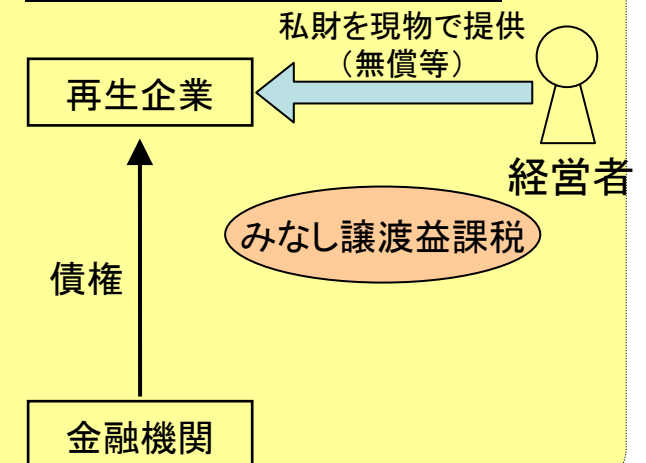 私財を現物で提供
(無償等)
再生企業
経営者
みなし譲渡益課税
債権
金融機関